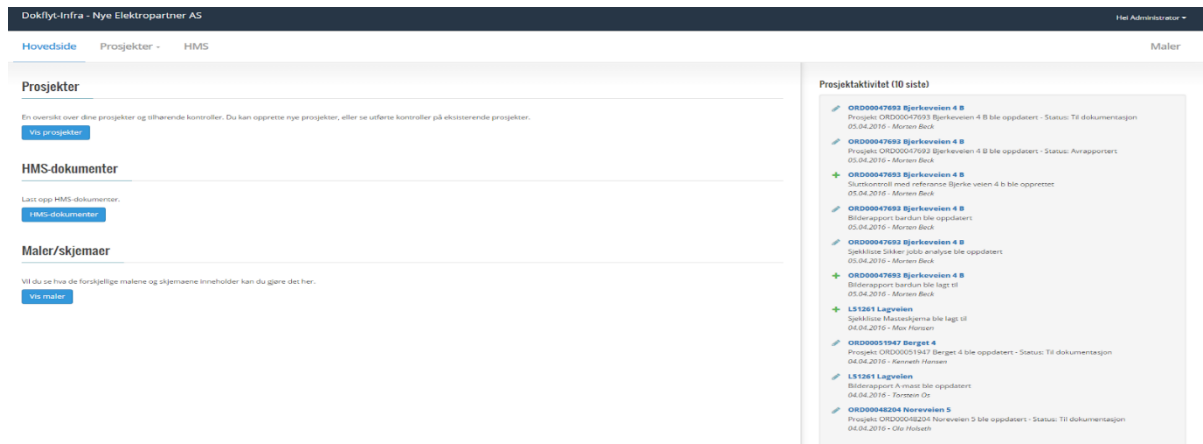 Dokflyt-Infra - Nye Elektropartner AS
Hei Administrator
Hovedside
Prosjekter
HMS
Maler
Prosjekter
En oversikt over dine prosjekter og tilhørende kontroller. Du kan opprette nye prosjekter, eller se utførte kontroller på eksisterende prosjekter.
Vis prosjekter
HMS-dokumenter
Last opp HMS-dokumenter.
HMS-dokumenter
Maler/skjemaer
Vil du se hva de forskjellige malene og skjemaene inneholder kan du gjøre det her.
Vis maler
Prosjektaktivitet (10 siste)
ORD00047693 Bjerkeveien 4 B
Prosjekt ORD00047693 Bjerkeveien 4 B ble oppdatert - Status: Til dokumentasjon
05.04.2016 - Morten Beck
ORD00047693 Bjerkeveien 4 B
Prosjekt ORD00047693 Bjerkeveien 4 B ble oppdatert - Status: Avrapportert
05.04.2016 - Morten Beck
ORD00047693 Bjerkeveien 4 B
Sluttkontroll med referanse Bjerke veien 4 b ble opprettet
05.04.2016 - Morten Beck
ORD00047693 Bjerkeveien 4 B
Bilderapport bardun ble oppdatert
05.04.2016 - Morten Beck
ORD00047693 Bjerkeveien 4 B
Sjekkliste Sikker jobb analyse ble oppdatert
05.04.2016 - Morten Beck
ORD00047693 Bjerkeveien 4 B
Bilderapport bardun ble lagt til
05.04.2016 - Morten Beck
L51261 Lagveien
Sjekkliste Masteskjema ble lagt til
04.04.2016 - Max Hansen
ORD00051947 Berget 4
Prosjekt ORD00051947 Berget 4 ble oppdatert - Status: Til dokumentasjon
04.04.2016 - Kenneth Hansen
L51261 Lagveien
Bilderapport A-mast ble oppdatert
04.04.2016 - Torstein Os
ORD00048204 Noreveien 5
Prosjekt ORD00048204 Noreveien 5 ble oppdatert - Status: Til dokumentasjon
04.04.2016 - Ola Holseth